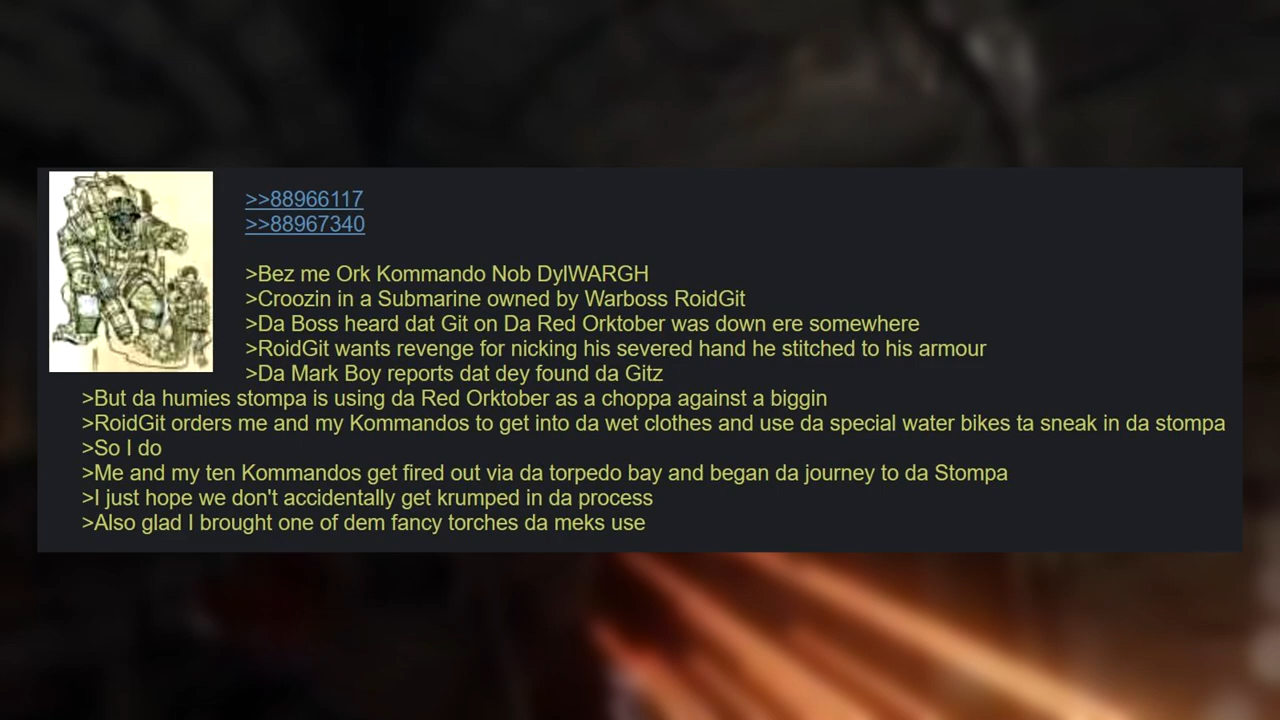 >>88966117
>>88967340
>Bez me Ork Kommando Nob DylWARGH
>Croozin in a Submarine owned by Warboss RoidGit
>Da Boss heard dat Git on Da Red Orktober was down ere somewhere
>RoidGit wants revenge for nicking his severed hand he stitched to his armour
>Da Mark Boy reports dat dey found da Gitz
>But da humies stompa is using da Red Orktober as a choppa against a biggin
>RoidGit orders me and my Kommandos to get into da wet clothes and use da special water bikes ta sneak in da stompa
>So I do
>Me and my ten Kommandos get fired out via da torpedo bay and began da journey to da Stompa
>I just hope we don't accidentally get krumped in da process
>Also glad I brought one of dem fancy torches da meks use